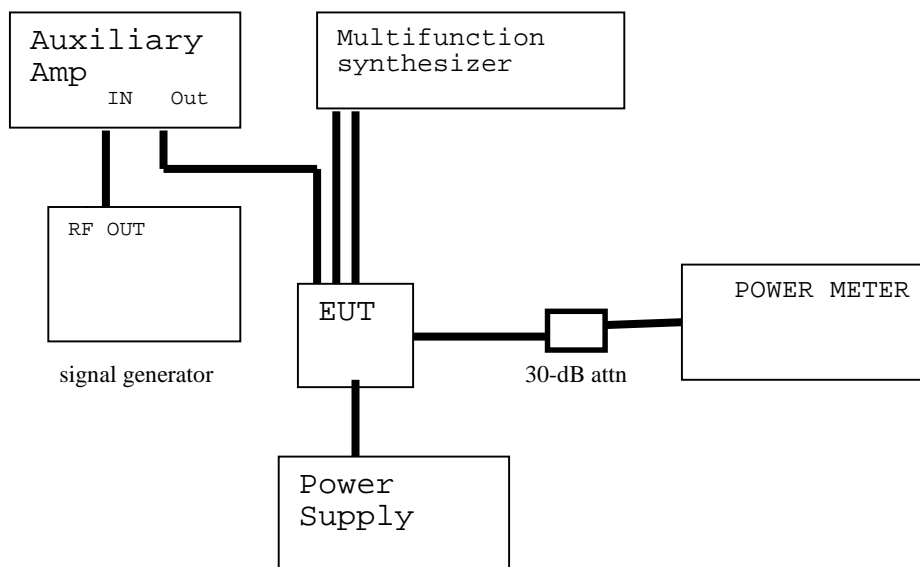 Auxiliary
Amp
IN Out
Multifunction
synthesizer
RF OUT
signal generator
EUT
30-dB attn
POWER METER
Power
Supply